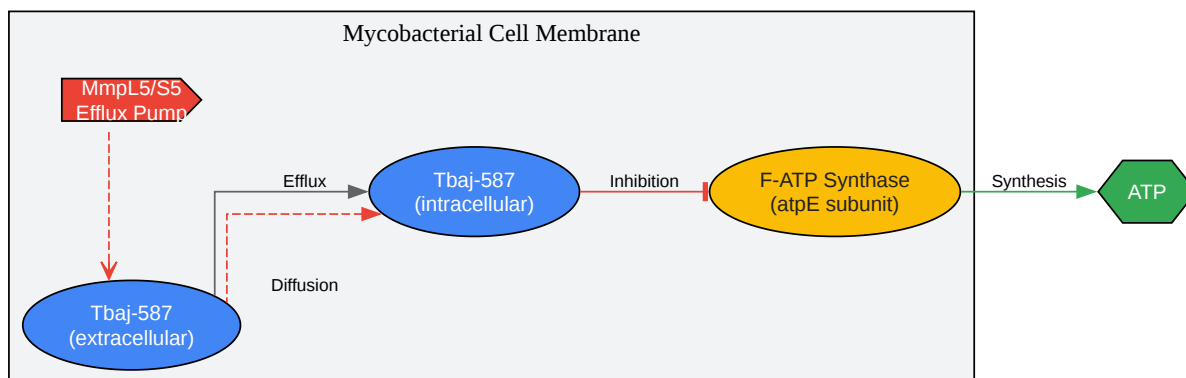 Mycobacterial Cell Membrane
MmpL5/S5
Efflux Pump
Efflux
Tbaj-587
(intracellular)
Inhibition
F-ATP Synthase
(atpE subunit)
Synthesis
ATP
Diffusion
Tbaj-587
(extracellular)